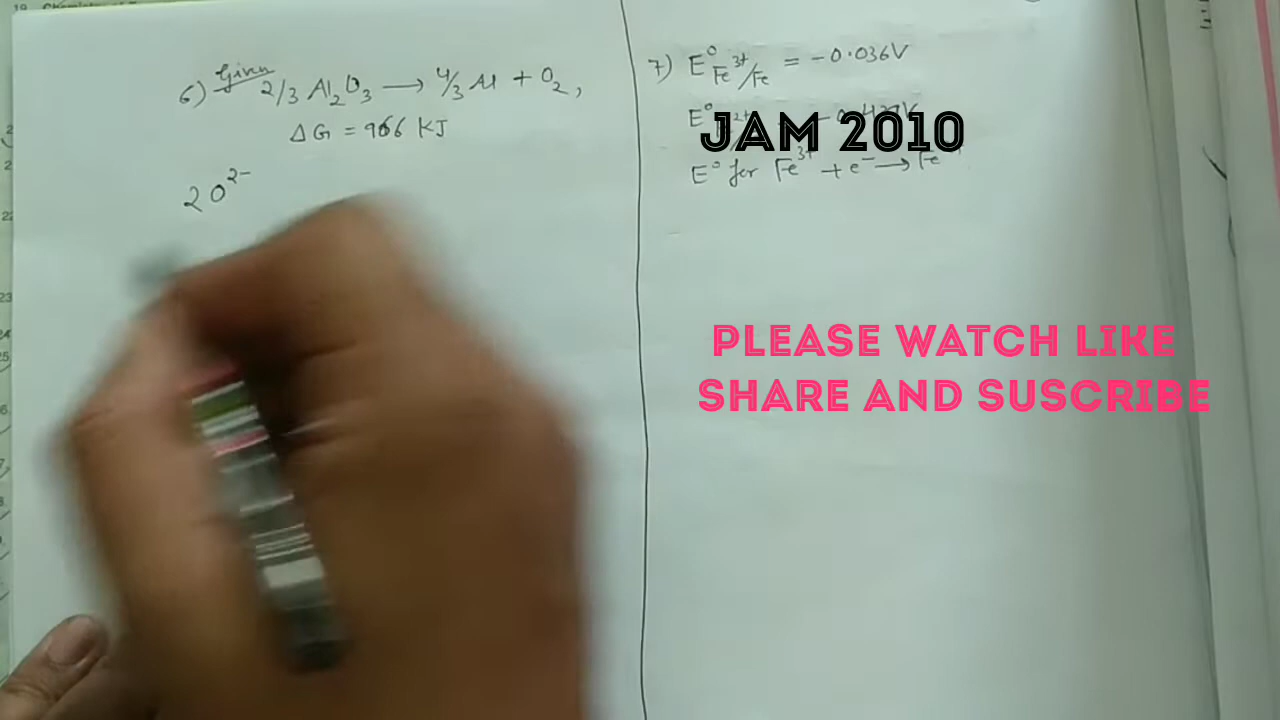 6) Given 2/3 Al₂O₃ ⟶ 4/3 Al + O₂,
ΔG = 966 KJ
2O²⁻
7) E° Fe³⁺/Fe = -0.036V
E°
JAM 2010
E° for Fe³⁺ + e⁻ ⟶ Fe
PLEASE WATCH LIKE
SHARE AND SUSCRIBE